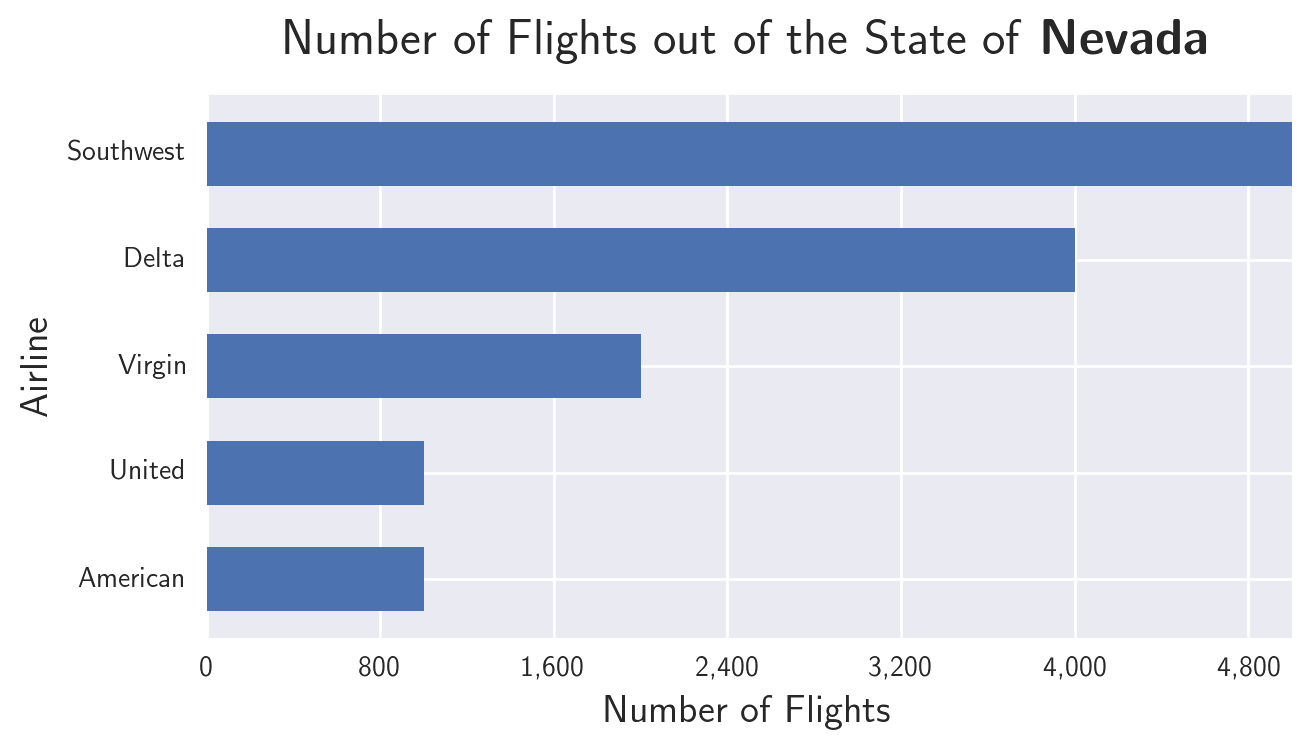 Number of Flights out of the State of Nevada
Southwest
Delta
Virgin
United
American
Airline
0 800 1,600 2,400 3,200 4,000 4,800
Number of Flights